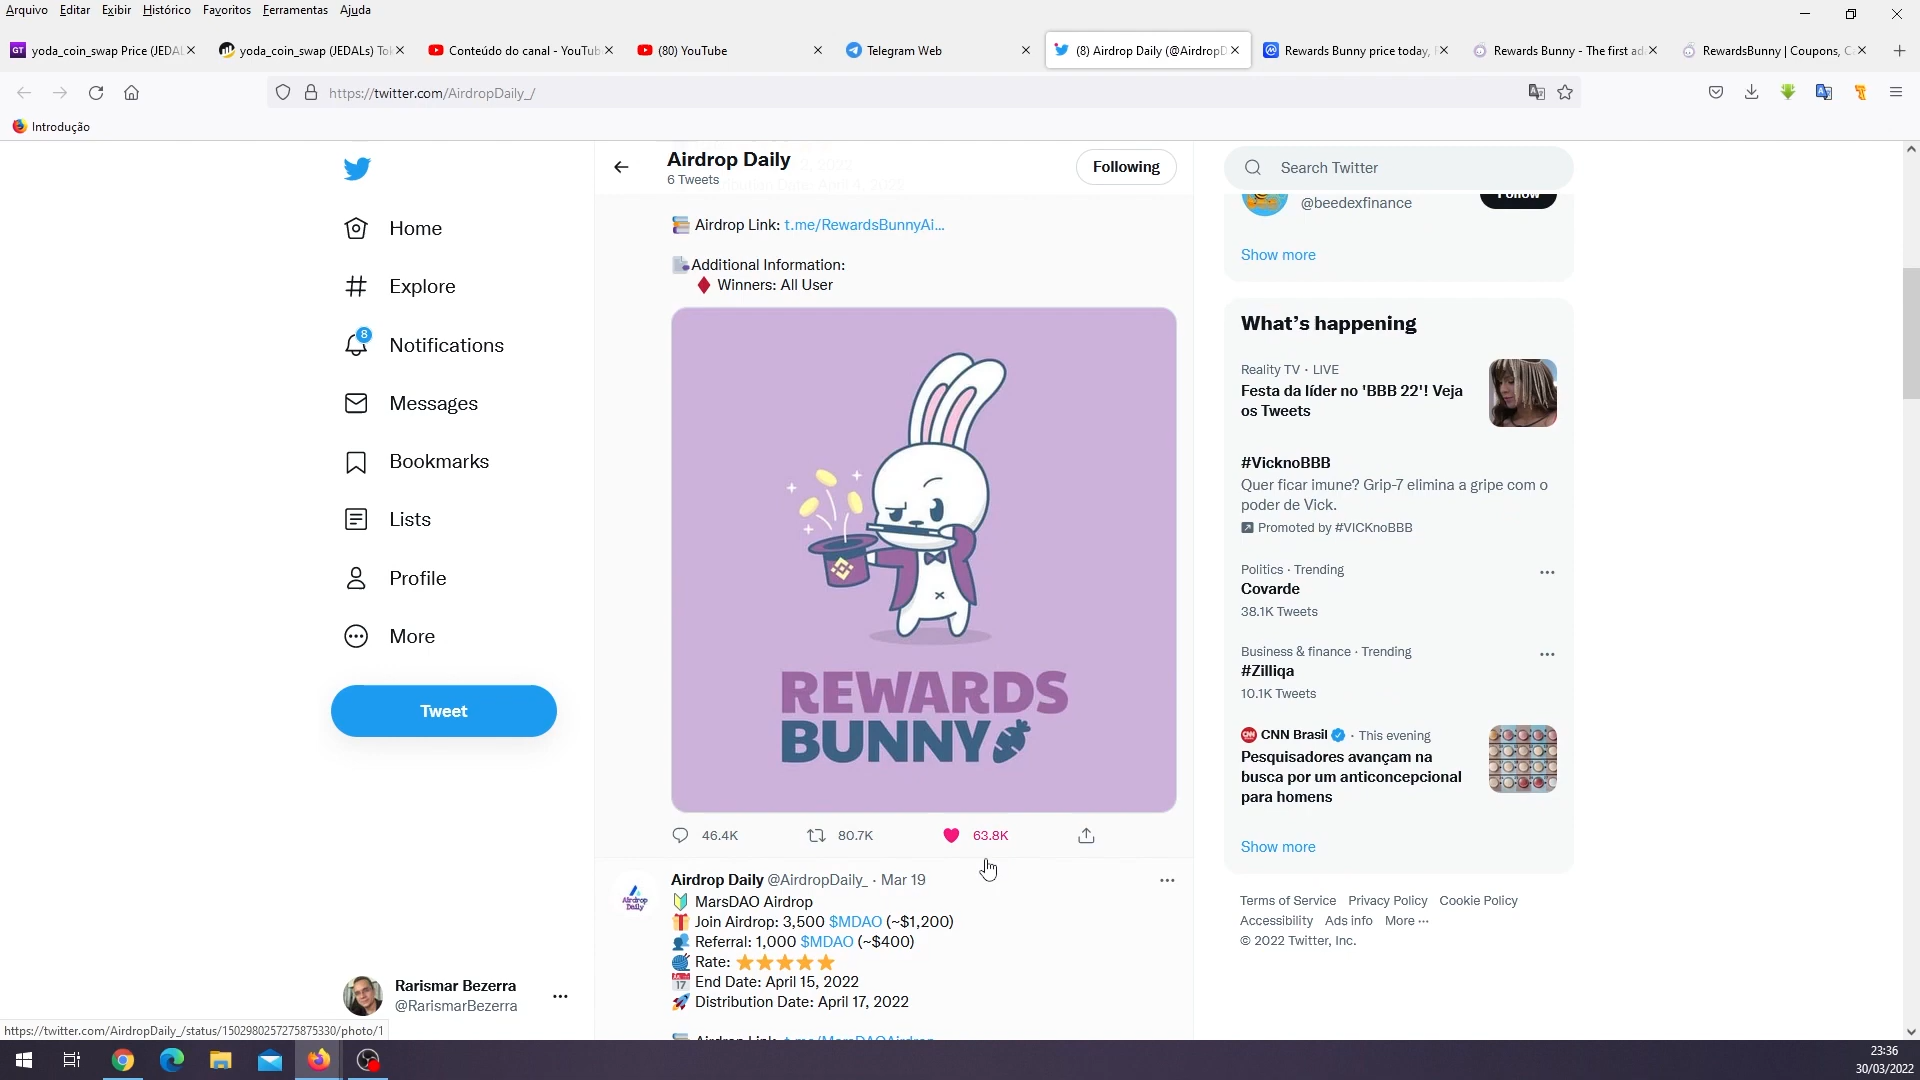 Arquivo Editar Exibir Histórico Favoritos Ferramentas Ajuda
GT yoda_coin_swap Price (JEDAL
yoda_coin_swap (JEDALs) To
Conteúdo do canal - YouTub
(80) YouTube
Telegram Web
(8) Airdrop Daily (@AirdropD
Rewards Bunny price today,
Rewards Bunny - The first ad
RewardsBunny | Coupons, C
https://twitter.com/AirdropDaily_/
Introdução
Home
Explore
8
Notifications
Messages
Bookmarks
Lists
Profile
More
Tweet
Rarismar Bezerra
@RarismarBezerra
Airdrop Daily
6 Tweets
Following
Airdrop Link: t.me/RewardsBunnyAi...
Additional Information:
Winners: All User
REWARDS
BUNNY
46.4K 80.7K 63.8K
Airdrop Daily @AirdropDaily_ · Mar 19
MarsDAO Airdrop
Join Airdrop: 3,500 $MDAO (~$1,200)
Referral: 1,000 $MDAO (~$400)
Rate:
End Date: April 15, 2022
Distribution Date: April 17, 2022
Airdrop Link: t.me/MarsDAOAirdrop
Search Twitter
@beedexfinance
Follow
Show more
What's happening
Reality TV · LIVE
Festa da líder no 'BBB 22'! Veja
os Tweets
#VicknoBBB
Quer ficar imune? Grip-7 elimina a gripe com o
poder de Vick.
Promoted by #VICKnoBBB
Politics · Trending
Covarde
38.1K Tweets
Business & finance · Trending
#Zilliqa
10.1K Tweets
CNN Brasil · This evening
Pesquisadores avançam na
busca por um anticoncepcional
para homens
Show more
Terms of Service Privacy Policy Cookie Policy
Accessibility Ads info More ···
© 2022 Twitter, Inc.
https://twitter.com/AirdropDaily_/status/1502980257275875330/photo/1
23:36
30/03/2022